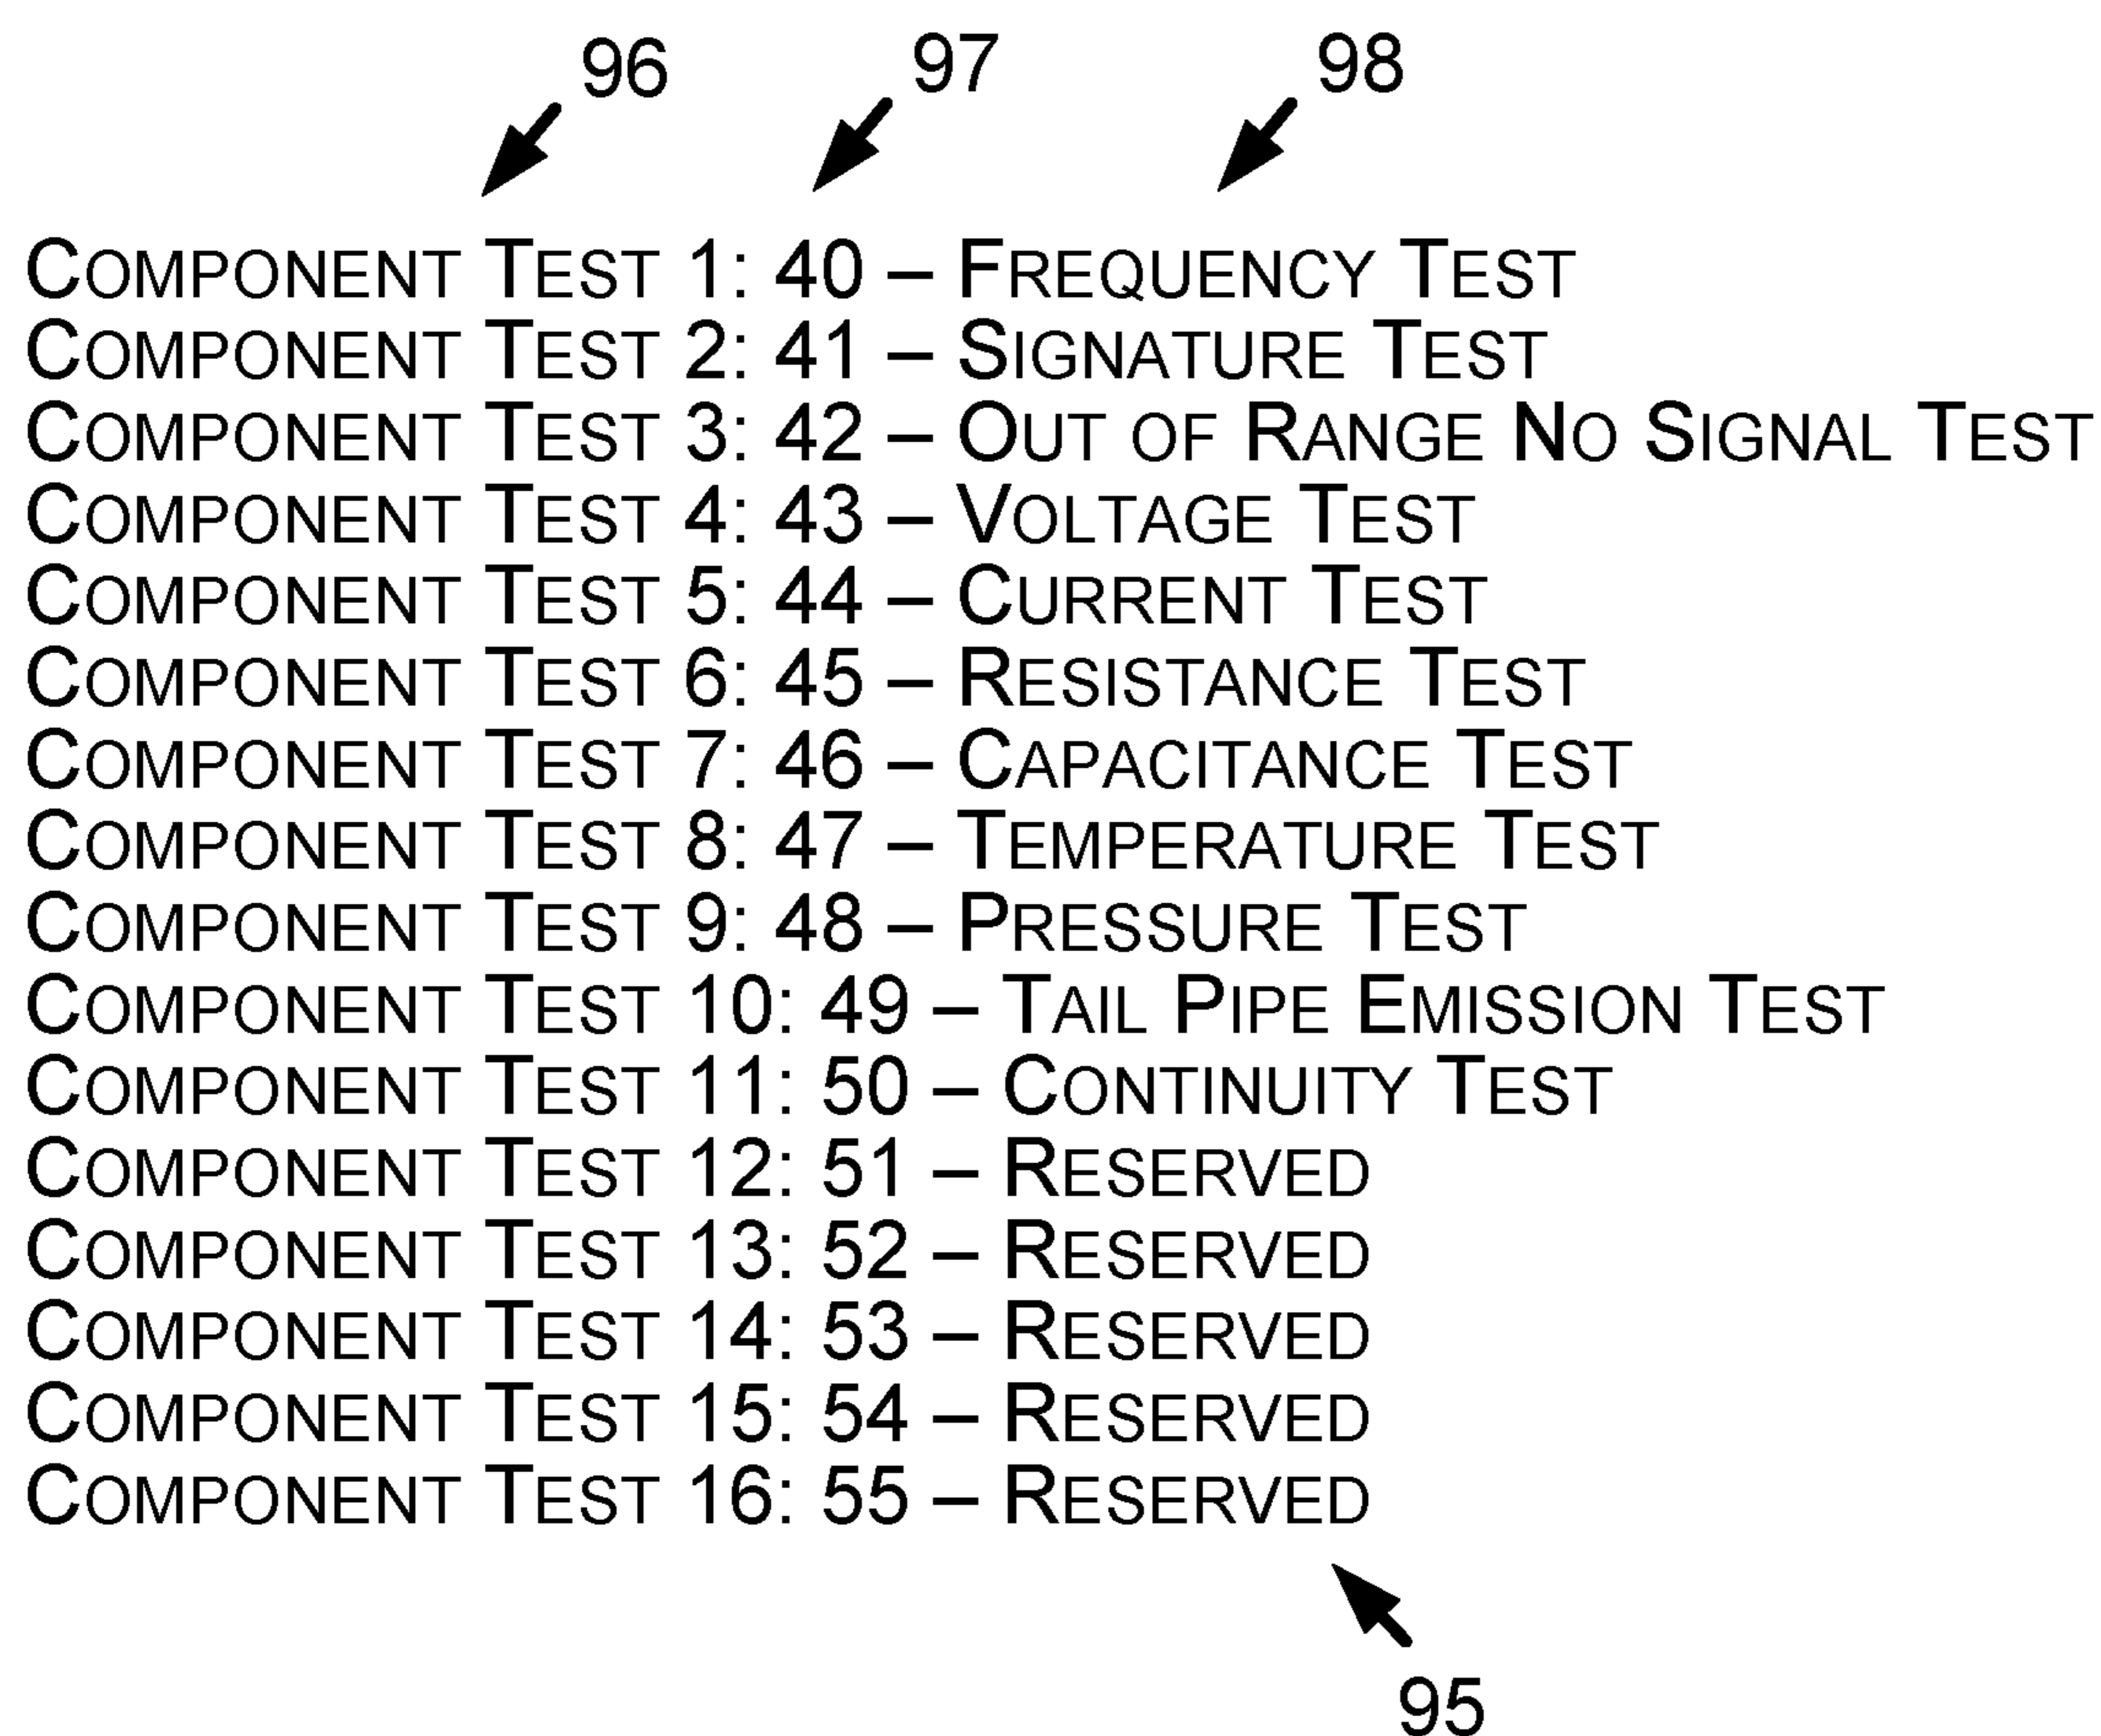 96 97 98
COMPONENT TEST 1: 40 – FREQUENCY TEST
COMPONENT TEST 2: 41 – SIGNATURE TEST
COMPONENT TEST 3: 42 – OUT OF RANGE NO SIGNAL TEST
COMPONENT TEST 4: 43 – VOLTAGE TEST
COMPONENT TEST 5: 44 – CURRENT TEST
COMPONENT TEST 6: 45 – RESISTANCE TEST
COMPONENT TEST 7: 46 – CAPACITANCE TEST
COMPONENT TEST 8: 47 – TEMPERATURE TEST
COMPONENT TEST 9: 48 – PRESSURE TEST
COMPONENT TEST 10: 49 – TAIL PIPE EMISSION TEST
COMPONENT TEST 11: 50 – CONTINUITY TEST
COMPONENT TEST 12: 51 – RESERVED
COMPONENT TEST 13: 52 – RESERVED
COMPONENT TEST 14: 53 – RESERVED
COMPONENT TEST 15: 54 – RESERVED
COMPONENT TEST 16: 55 – RESERVED
95